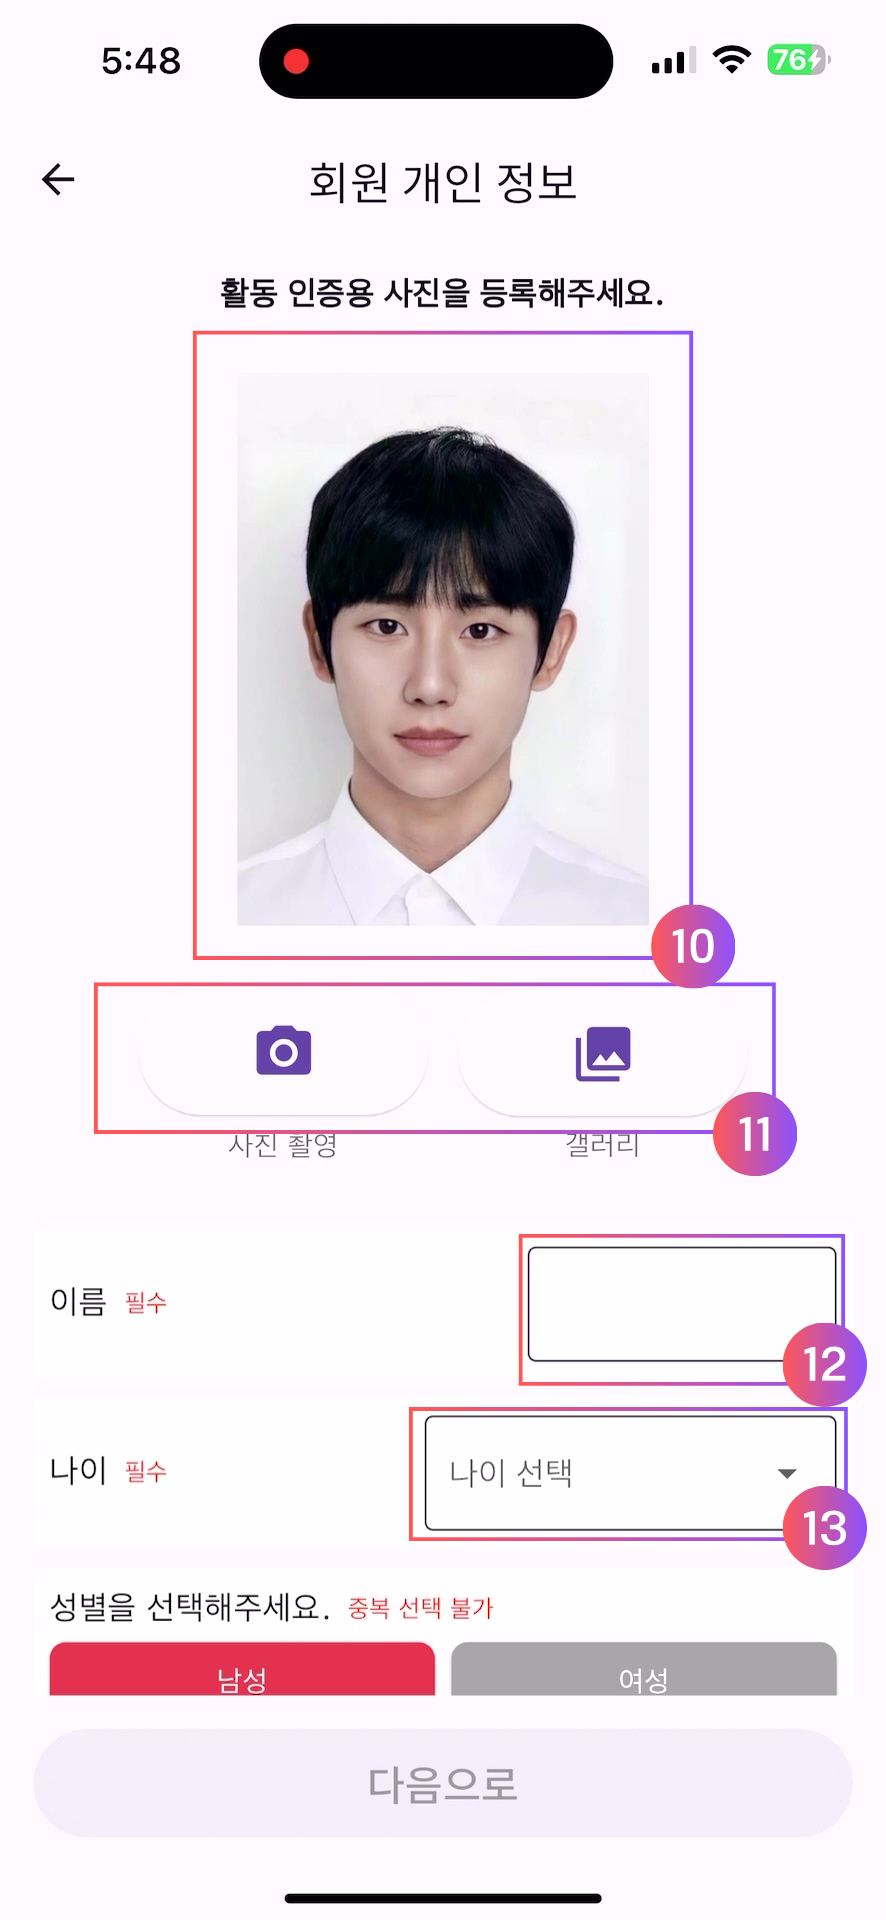 5:48
76
회원 개인 정보
활동 인증용 사진을 등록해주세요.
10
11
사진 촬영
갤러리
이름 필수
12
나이 필수
나이 선택
13
성별을 선택해주세요. 중복 선택 불가
남성
여성
다음으로